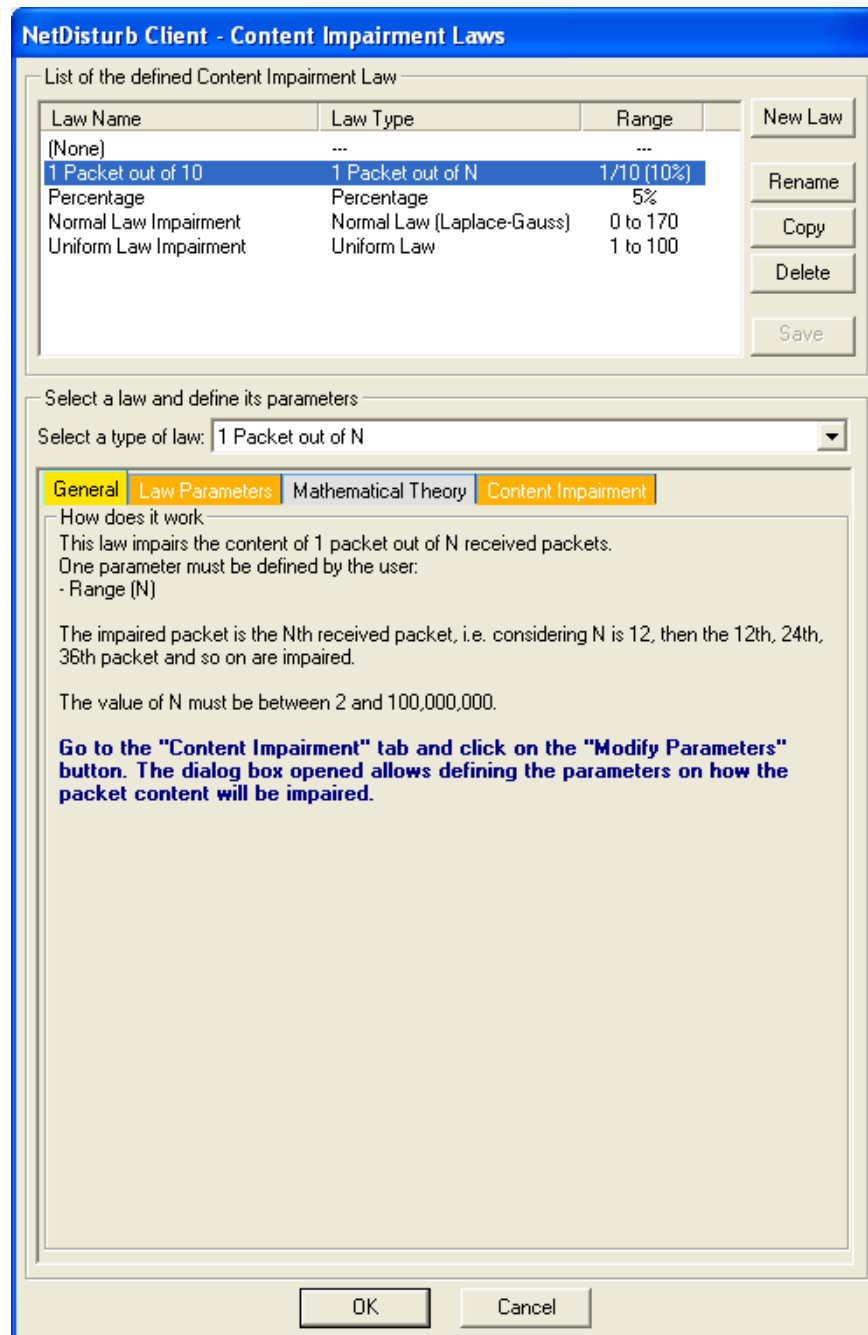 NetDisturb Client - Content Impairment Laws
List of the defined Content Impairment Law
Law Name Law Type Range
(None) --- ---
1 Packet out of 10 1 Packet out of N 1/10 (10%)
Percentage Percentage 5%
Normal Law Impairment Normal Law (Laplace-Gauss) 0 to 170
Uniform Law Impairment Uniform Law 1 to 100
New Law
Rename
Copy
Delete
Save
Select a law and define its parameters
Select a type of law: 1 Packet out of N
General Law Parameters Mathematical Theory Content Impairment
How does it work
This law impairs the content of 1 packet out of N received packets.
One parameter must be defined by the user:
- Range (N)
The impaired packet is the Nth received packet, i.e. considering N is 12, then the 12th, 24th,
36th packet and so on are impaired.
The value of N must be between 2 and 100,000,000.
Go to the "Content Impairment" tab and click on the "Modify Parameters"
button. The dialog box opened allows defining the parameters on how the
packet content will be impaired.
OK Cancel